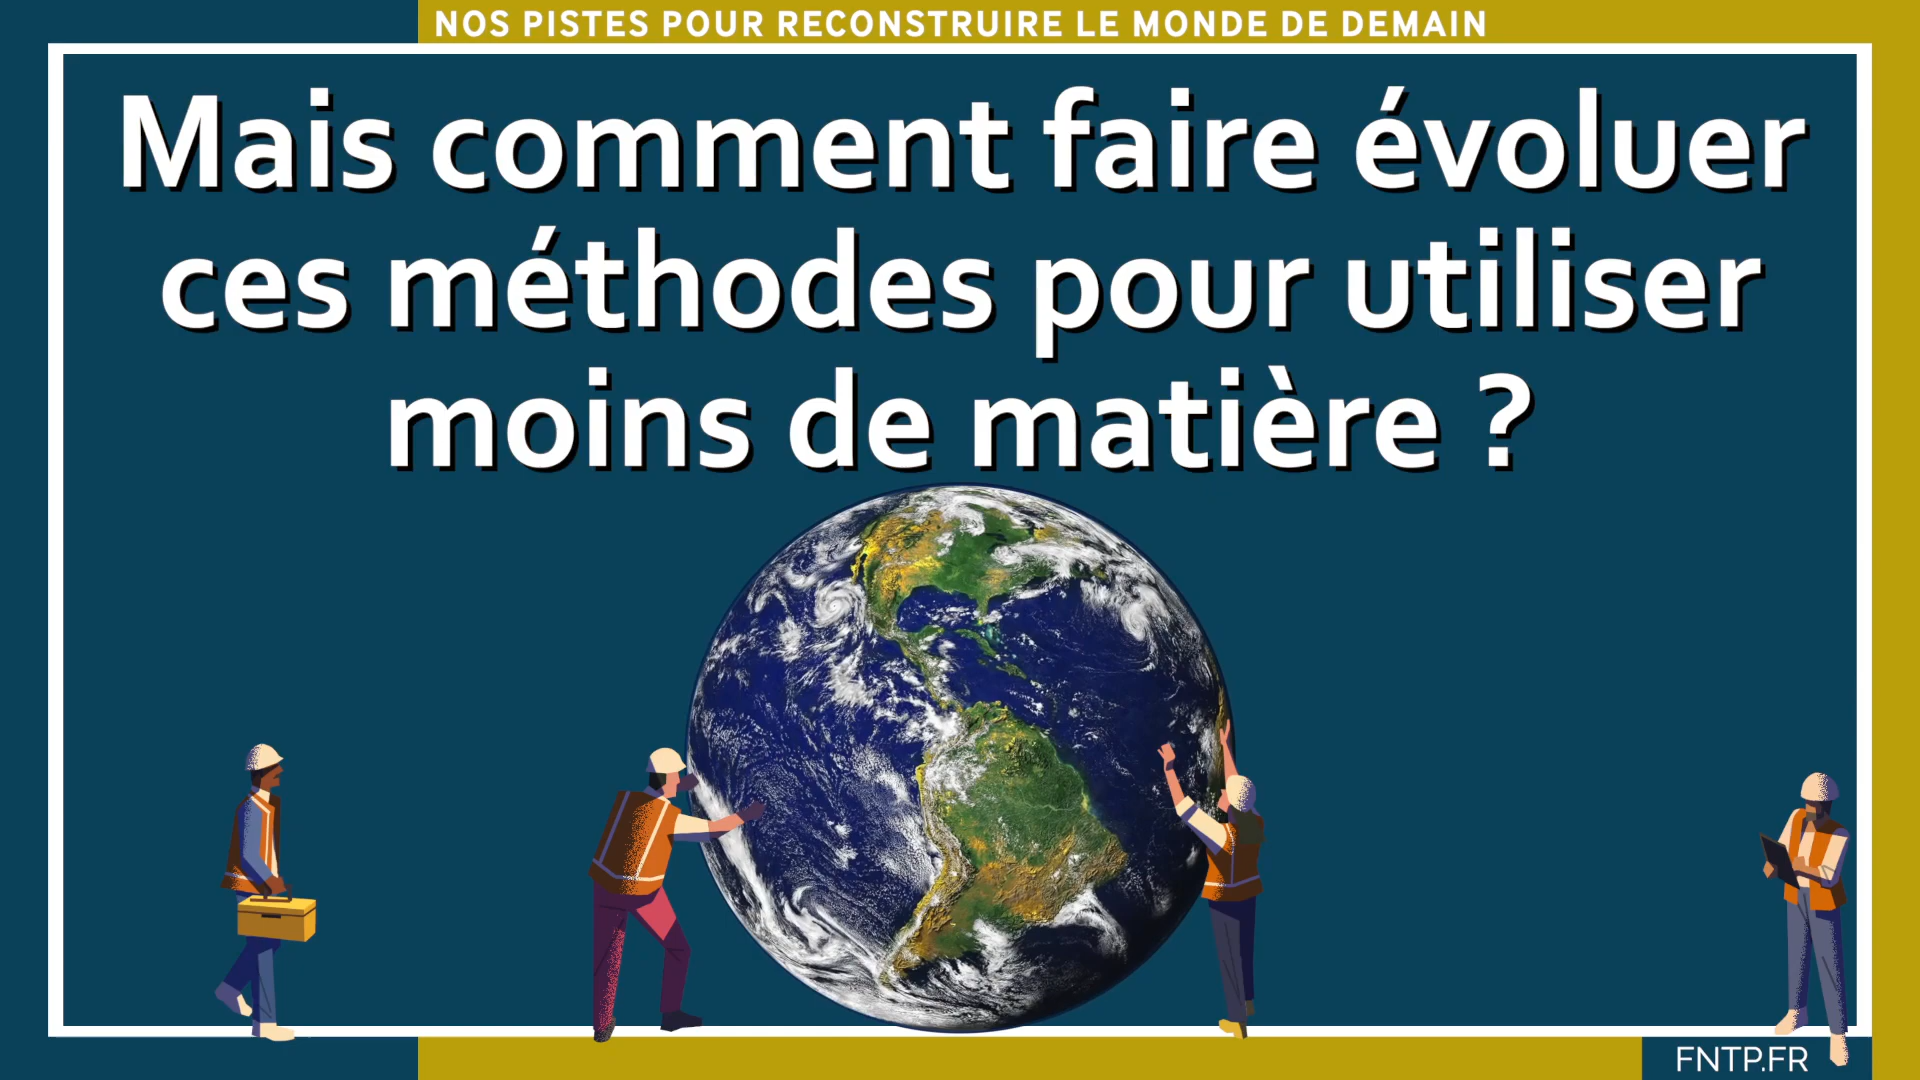 NOS PISTES POUR RECONSTRUIRE LE MONDE DE DEMAIN
Mais comment faire évoluer
ces méthodes pour utiliser
moins de matière ?
FNTP.FR